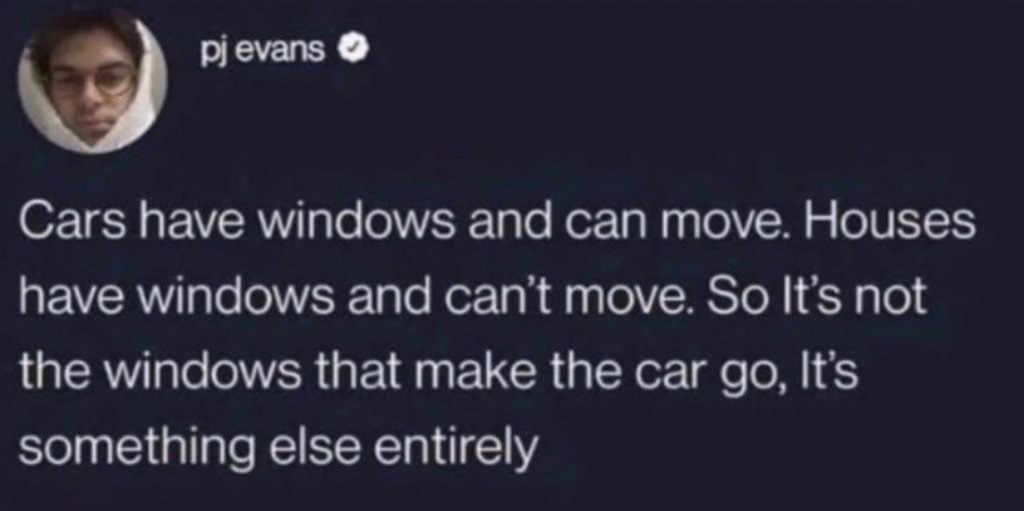 pj evans
Cars have windows and can move. Houses
have windows and can't move. So It's not
the windows that make the car go, It's
something else entirely